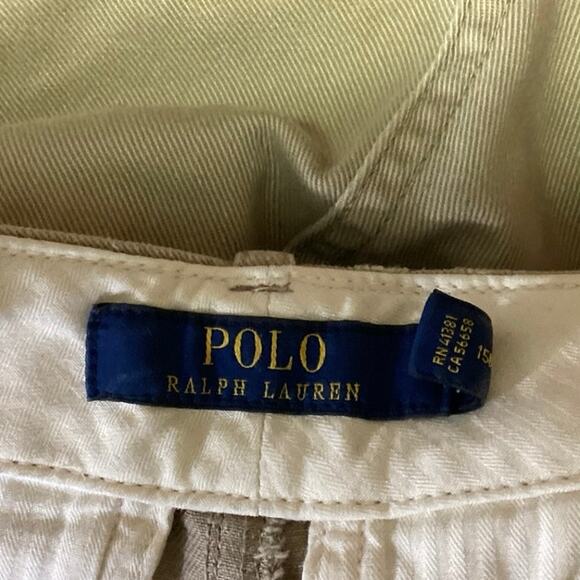 POLO
RALPH LAUREN
RN 41381
CA 56658